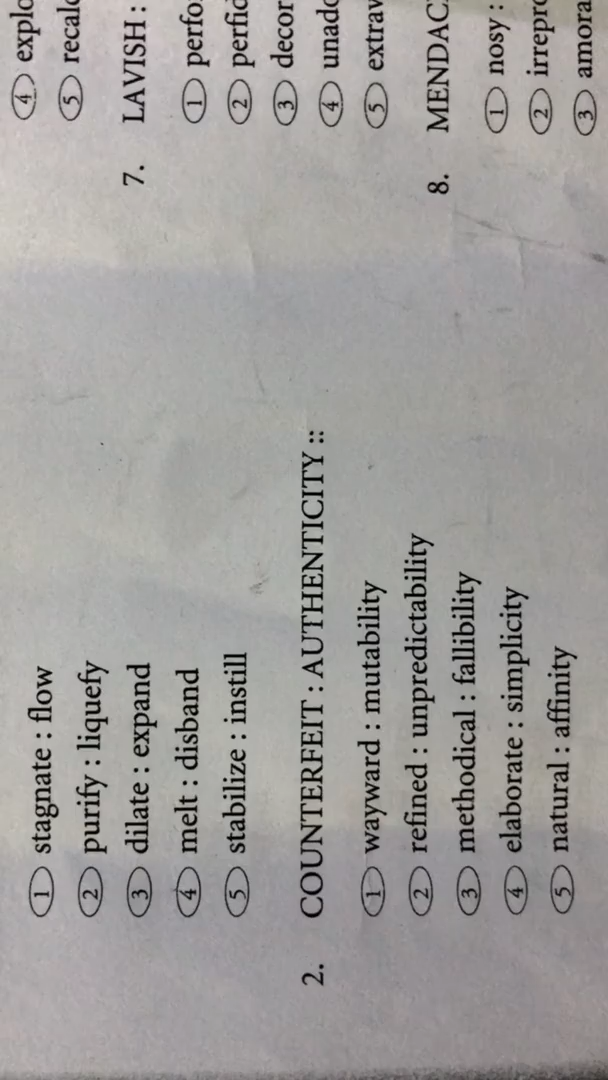 ① stagnate : flow
② purify : liquefy
③ dilate : expand
④ melt : disband
⑤ stabilize : instill
2. COUNTERFEIT : AUTHENTICITY ::
① wayward : mutability
② refined : unpredictability
③ methodical : fallibility
④ elaborate : simplicity
⑤ natural : affinity
④
⑤
7. LAVISH :
①
②
③
④
⑤
8.
① nosy :
②
③